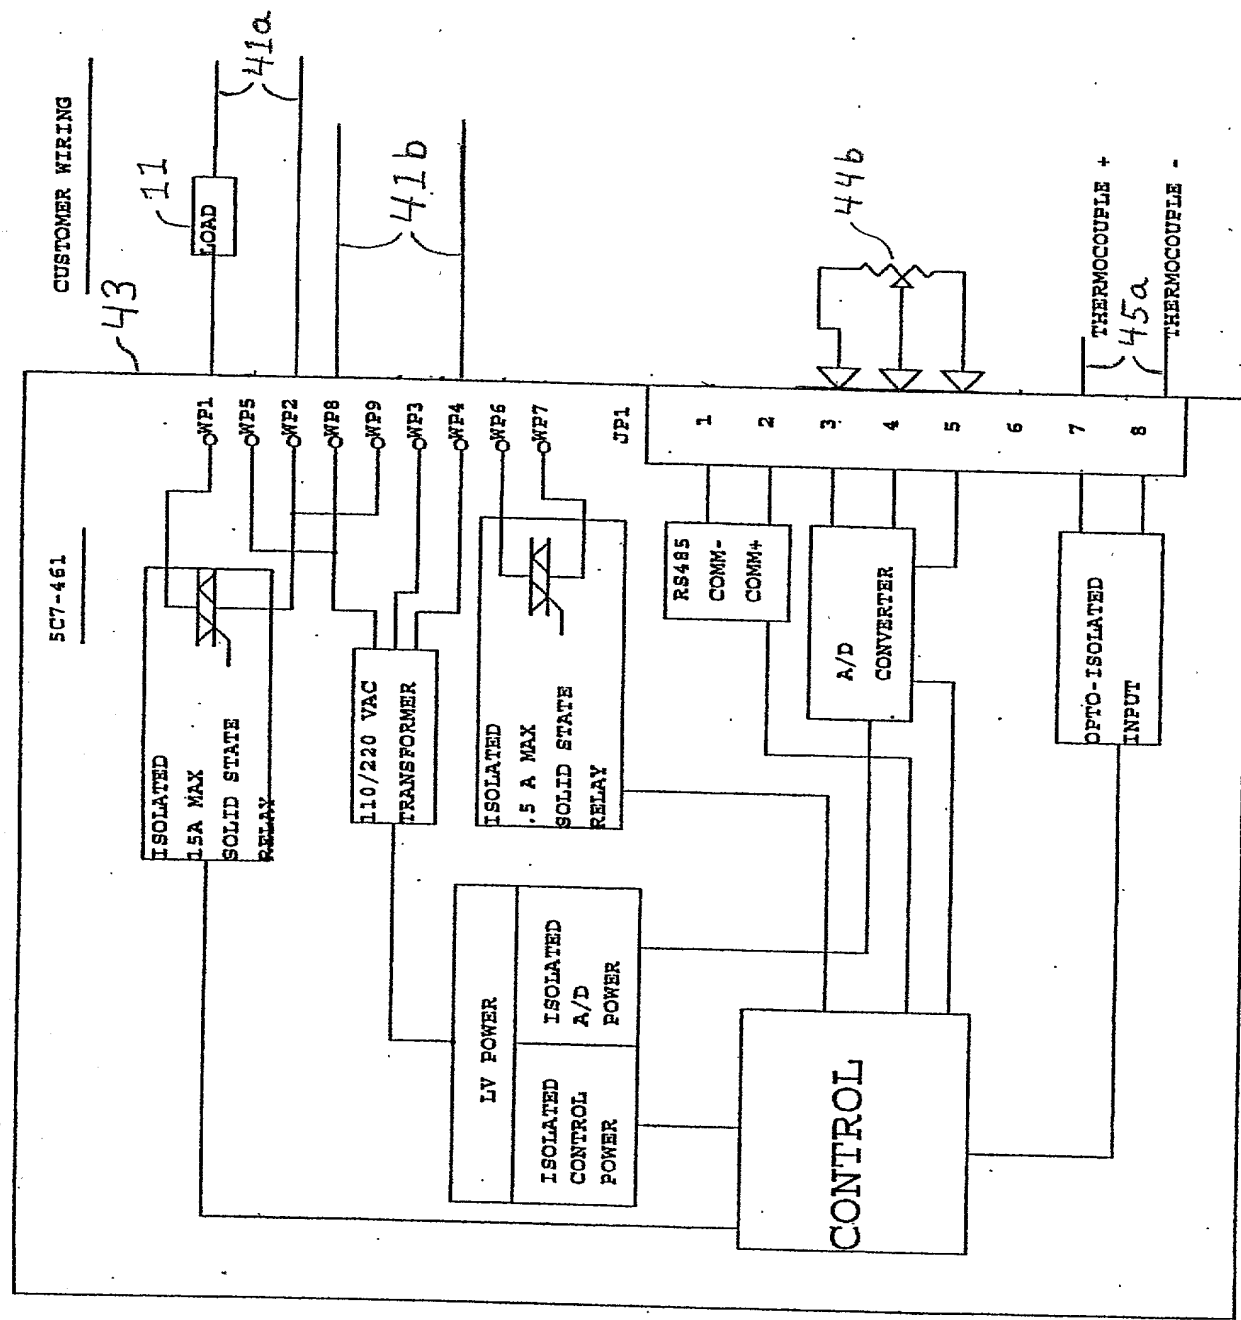 CUSTOMER WIRING
5C7-461
43
11
LOAD
41a
41b
44b
THERMOCOUPLE +
45a
THERMOCOUPLE -
WP1
WP5
WP2
WP8
WP9
WP3
WP4
WP6
WP7
JP1
1
2
3
4
5
6
7
8
ISOLATED
15A MAX
SOLID STATE
RELAY
110/220 VAC
TRANSFORMER
ISOLATED
.5 A MAX
SOLID STATE
RELAY
RS485
COMM-
COMM+
A/D
CONVERTER
OPTO-ISOLATED
INPUT
LV POWER
ISOLATED
CONTROL
POWER
ISOLATED
A/D
POWER
CONTROL